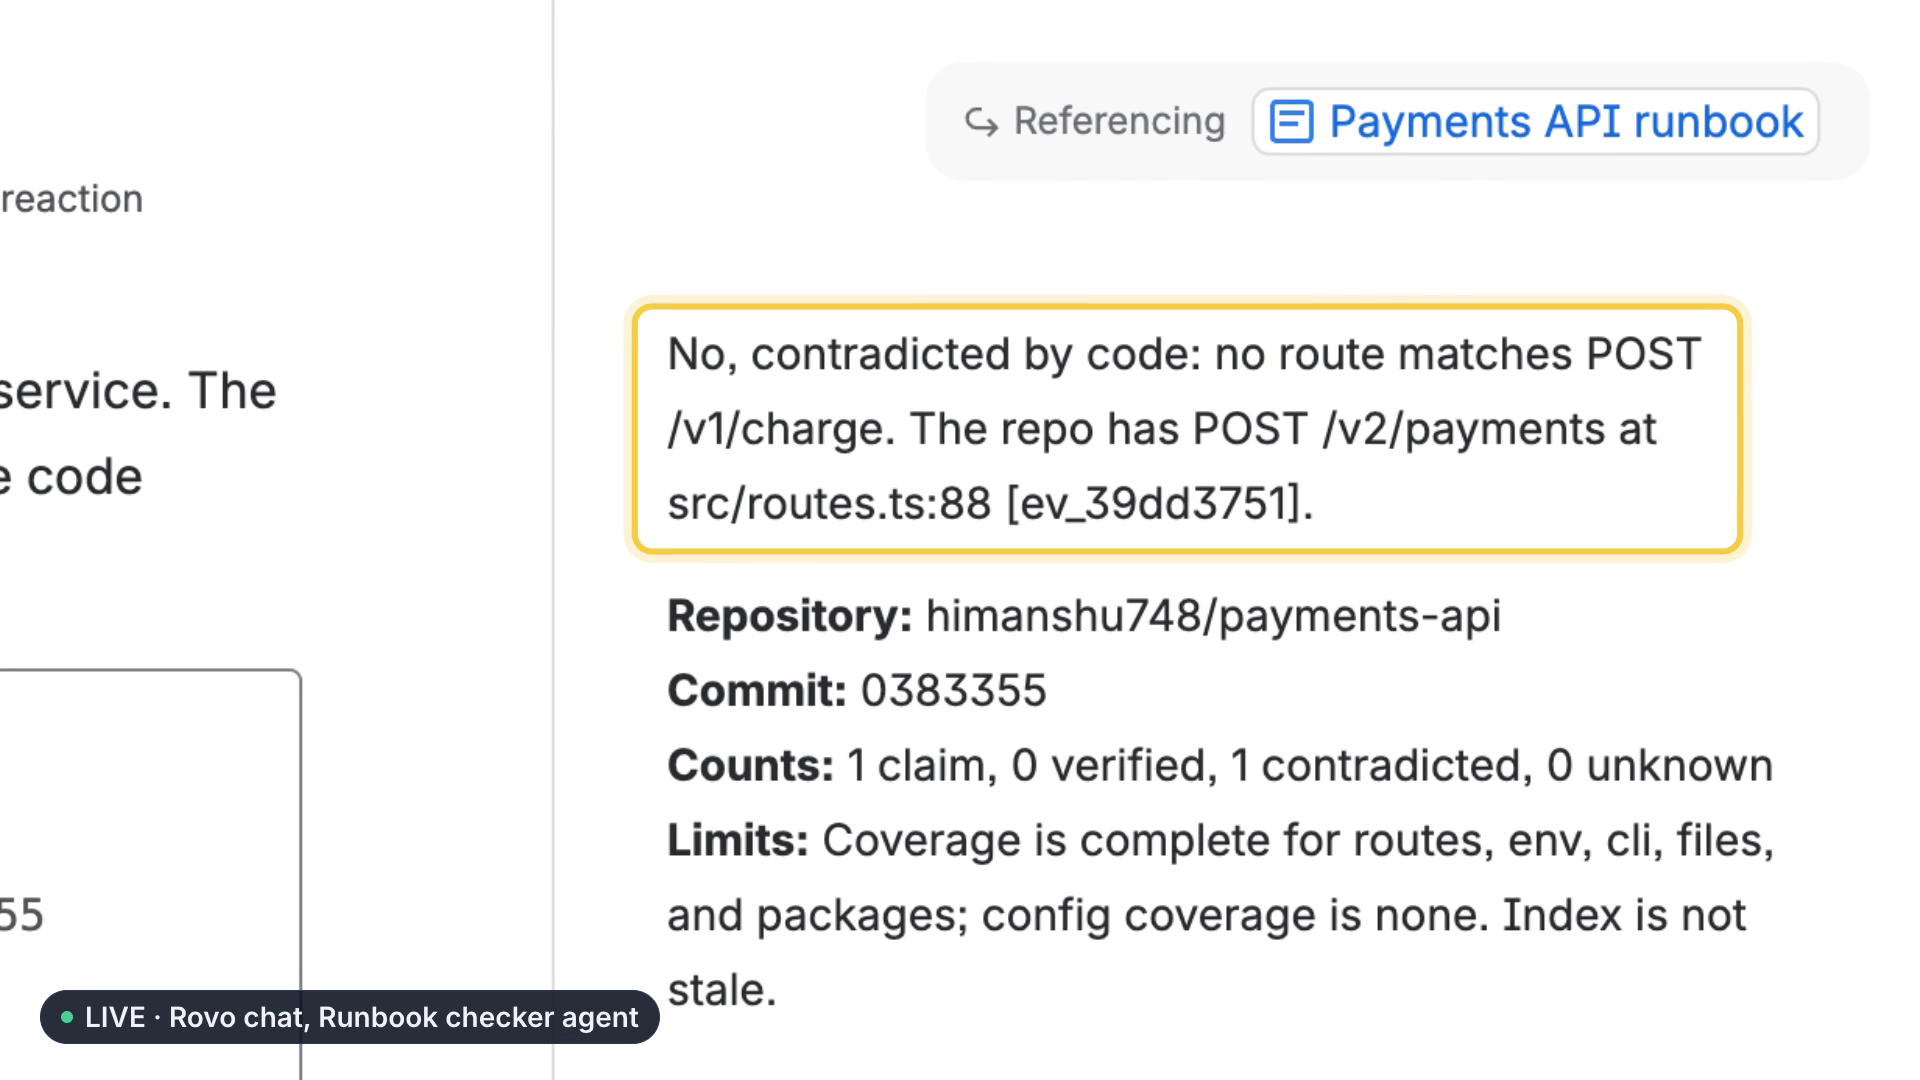 Referencing Payments API runbook
reaction
service. The
e code
55
No, contradicted by code: no route matches POST
/v1/charge. The repo has POST /v2/payments at
src/routes.ts:88 [ev_39dd3751].
Repository: himanshu748/payments-api
Commit: 0383355
Counts: 1 claim, 0 verified, 1 contradicted, 0 unknown
Limits: Coverage is complete for routes, env, cli, files,
and packages; config coverage is none. Index is not
stale.
LIVE · Rovo chat, Runbook checker agent